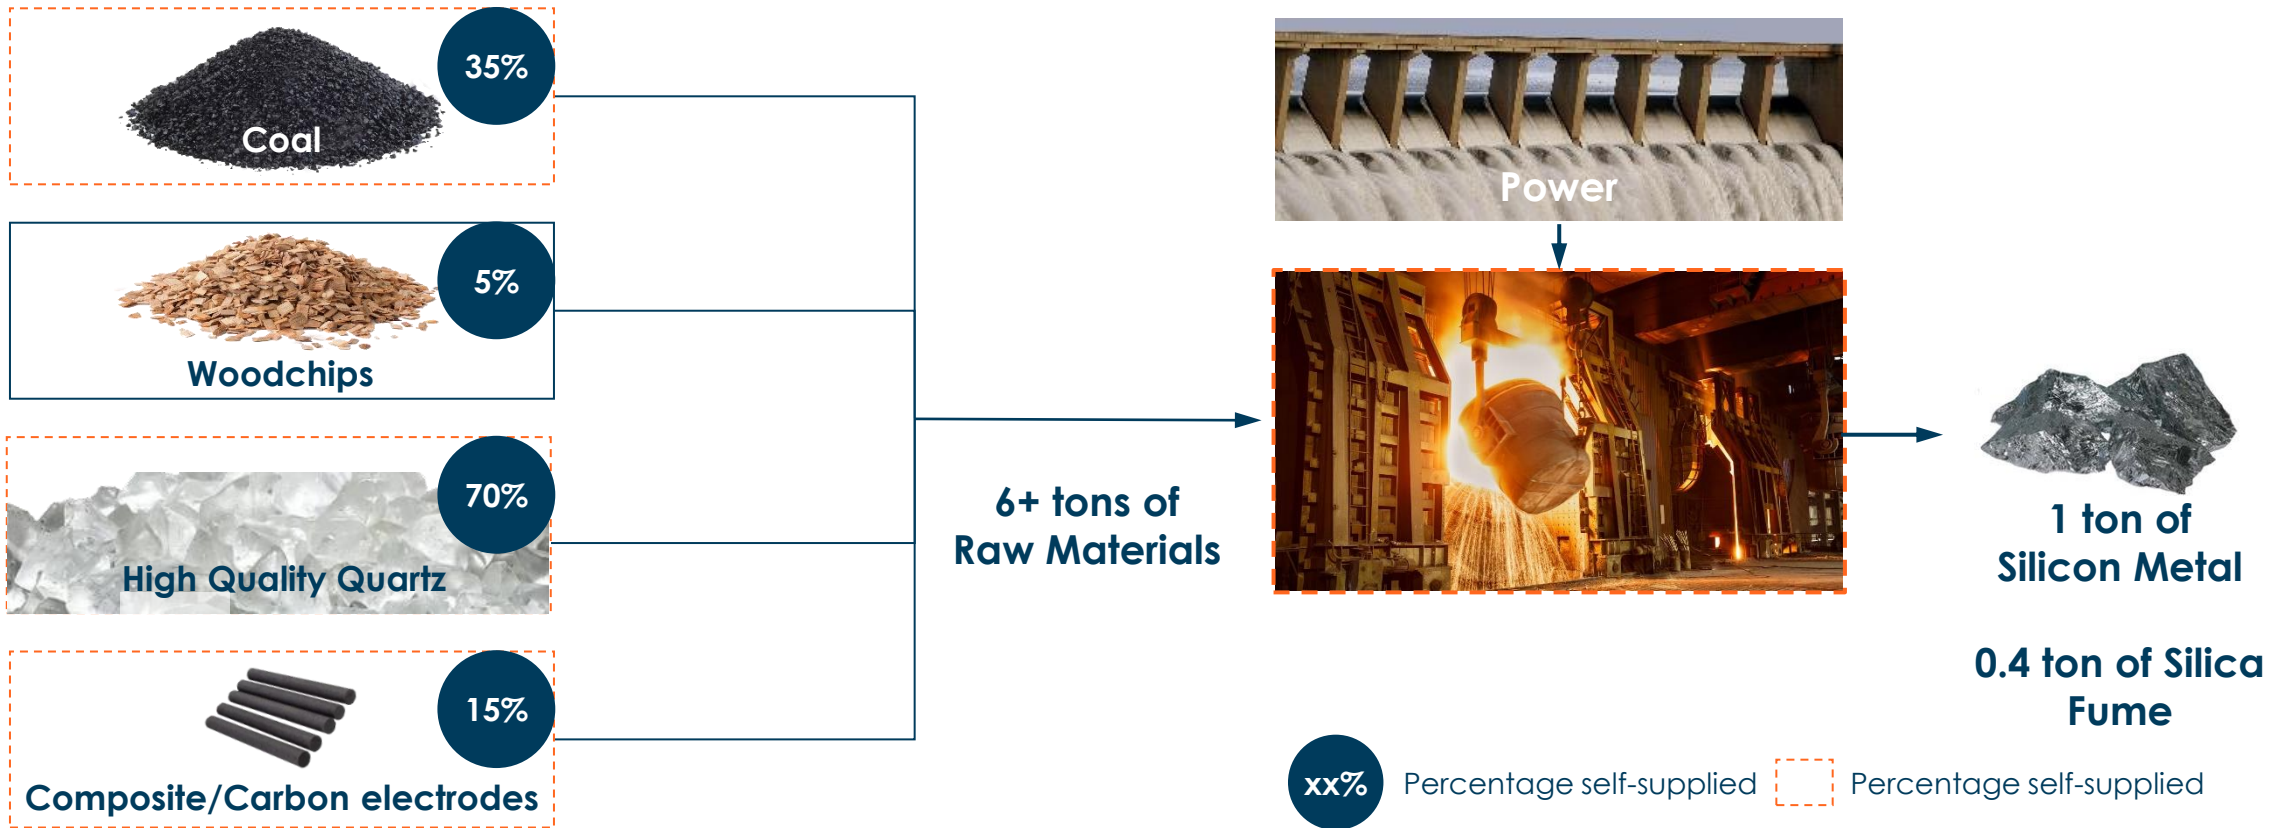 35%
Coal
5%
Woodchips
70%
High Quality Quartz
15%
Composite/Carbon electrodes
6+ tons of
Raw Materials
Power
1 ton of
Silicon Metal
0.4 ton of Silica
Fume
xx% Percentage self-supplied
Percentage self-supplied